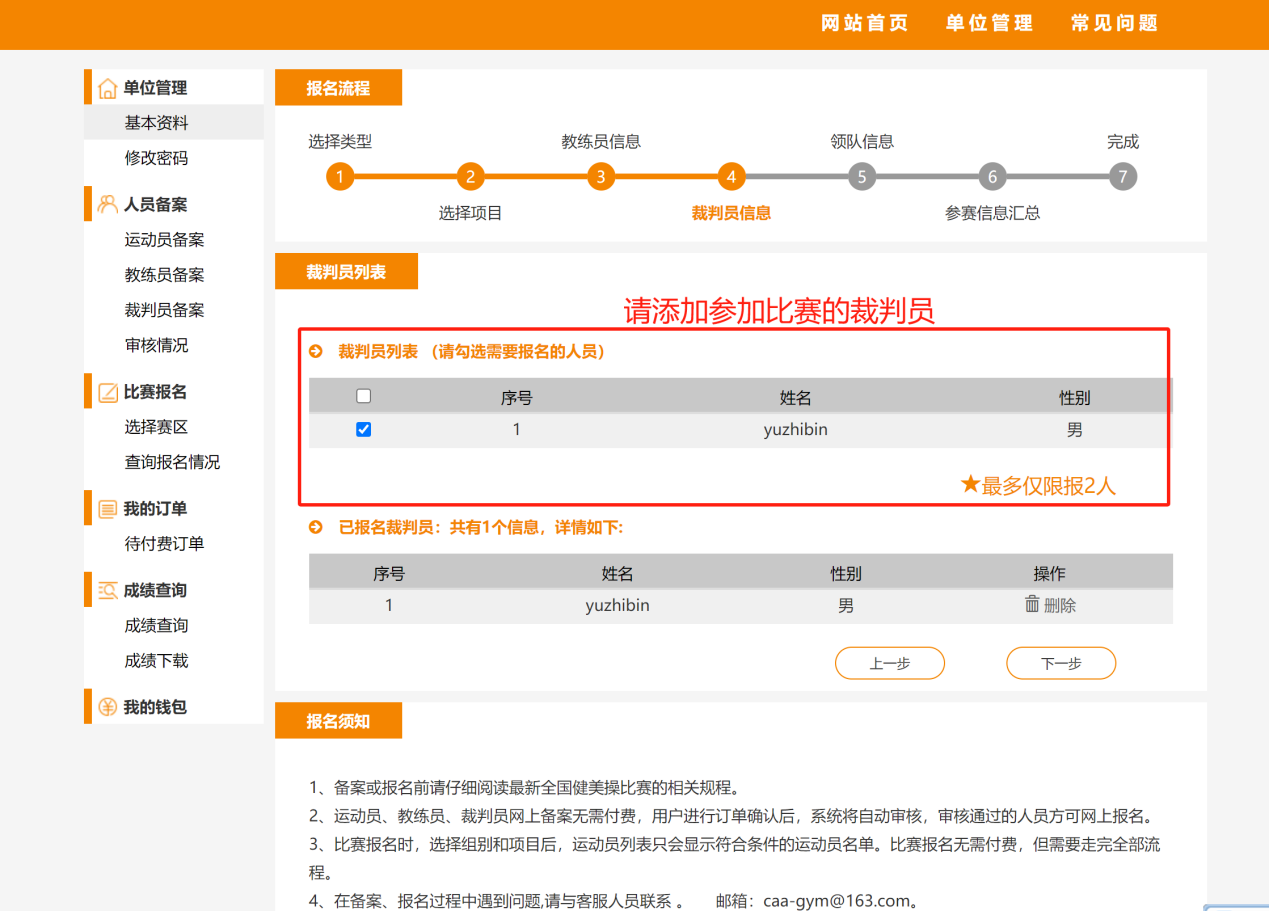 网站首页 单位管理 常见问题
单位管理
基本资料
修改密码
人员备案
运动员备案
教练员备案
裁判员备案
审核情况
比赛报名
选择赛区
查询报名情况
我的订单
待付费订单
成绩查询
成绩查询
成绩下载
我的钱包
报名流程
选择类型 教练员信息 领队信息 完成
1 2 3 4 5 6 7
选择项目 裁判员信息 参赛信息汇总
裁判员列表
请添加参加比赛的裁判员
裁判员列表 （请勾选需要报名的人员）
序号 姓名 性别
1 yuzhibin 男
★最多仅限报2人
已报名裁判员：共有1个信息，详情如下:
序号 姓名 性别 操作
1 yuzhibin 男 删除
上一步 下一步
报名须知
1、备案或报名前请仔细阅读最新全国健美操比赛的相关规程。
2、运动员、教练员、裁判员网上备案无需付费，用户进行订单确认后，系统将自动审核，审核通过的人员方可网上报名。
3、比赛报名时，选择组别和项目后，运动员列表只会显示符合条件的运动员名单。比赛报名无需付费，但需要走完全部流
程。
4、在备案、报名过程中遇到问题,请与客服人员联系 。 邮箱：caa-gym@163.com。